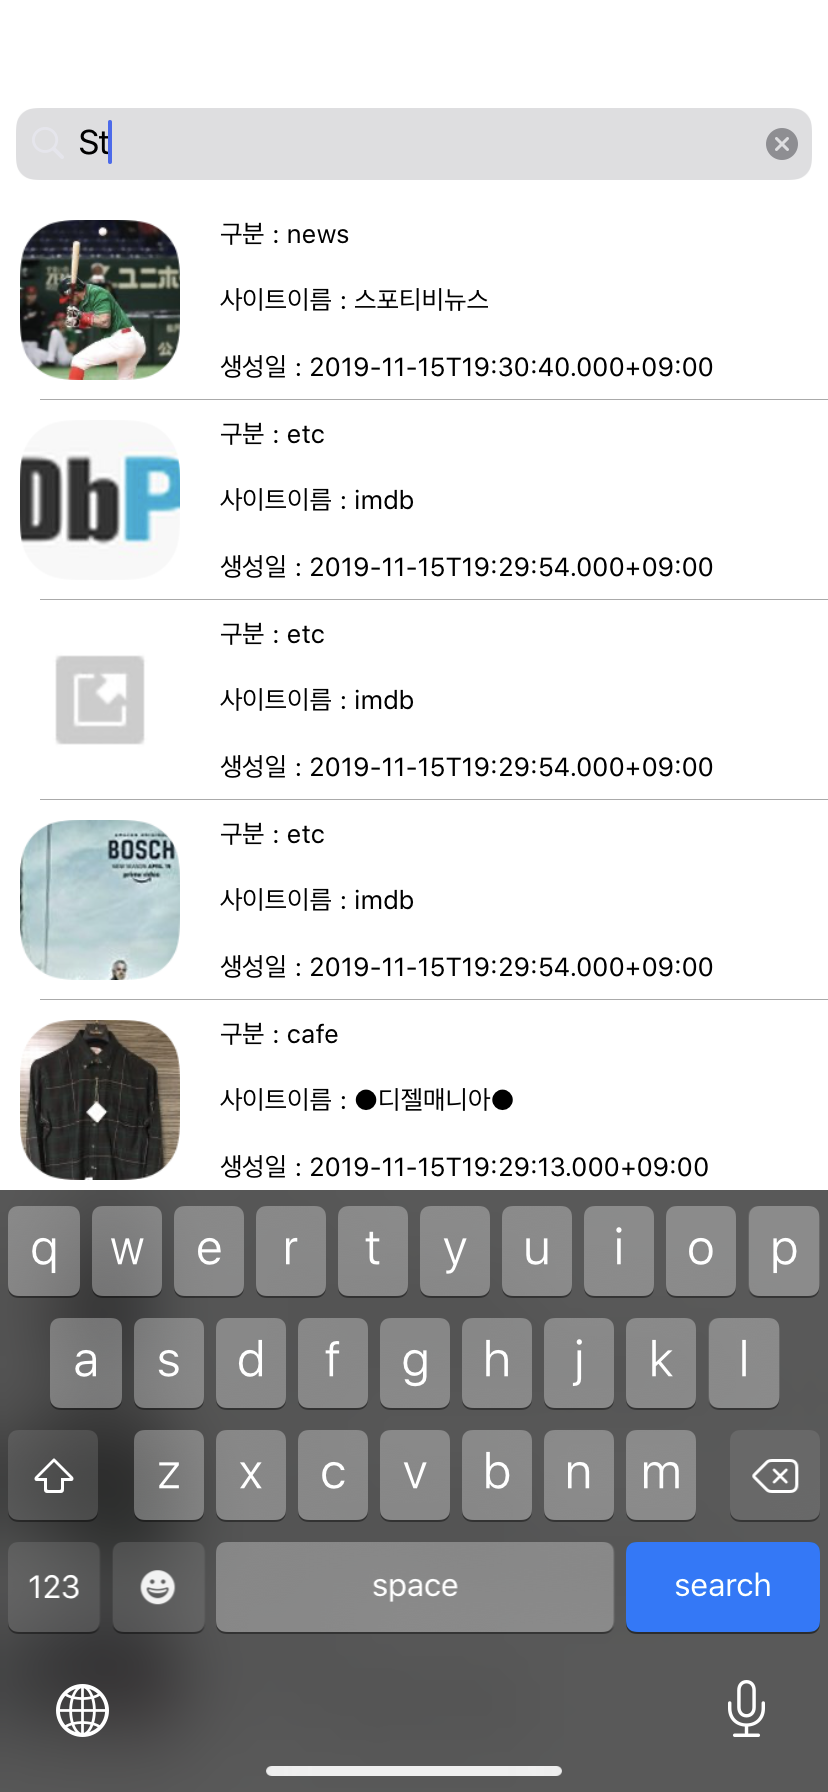 St
구분 : news
ユニホ
사이트이름 : 스포티비뉴스
생성일 : 2019-11-15T19:30:40.000+09:00
구분 : etc
DbP
사이트이름 : imdb
생성일 : 2019-11-15T19:29:54.000+09:00
구분 : etc
사이트이름 : imdb
생성일 : 2019-11-15T19:29:54.000+09:00
구분 : etc
BOSCH
prime video
사이트이름 : imdb
생성일 : 2019-11-15T19:29:54.000+09:00
구분 : cafe
사이트이름 : ●디젤매니아●
생성일 : 2019-11-15T19:29:13.000+09:00
q w e r t y u i o p
a s d f g h j k l
z x c v b n m
123 space search